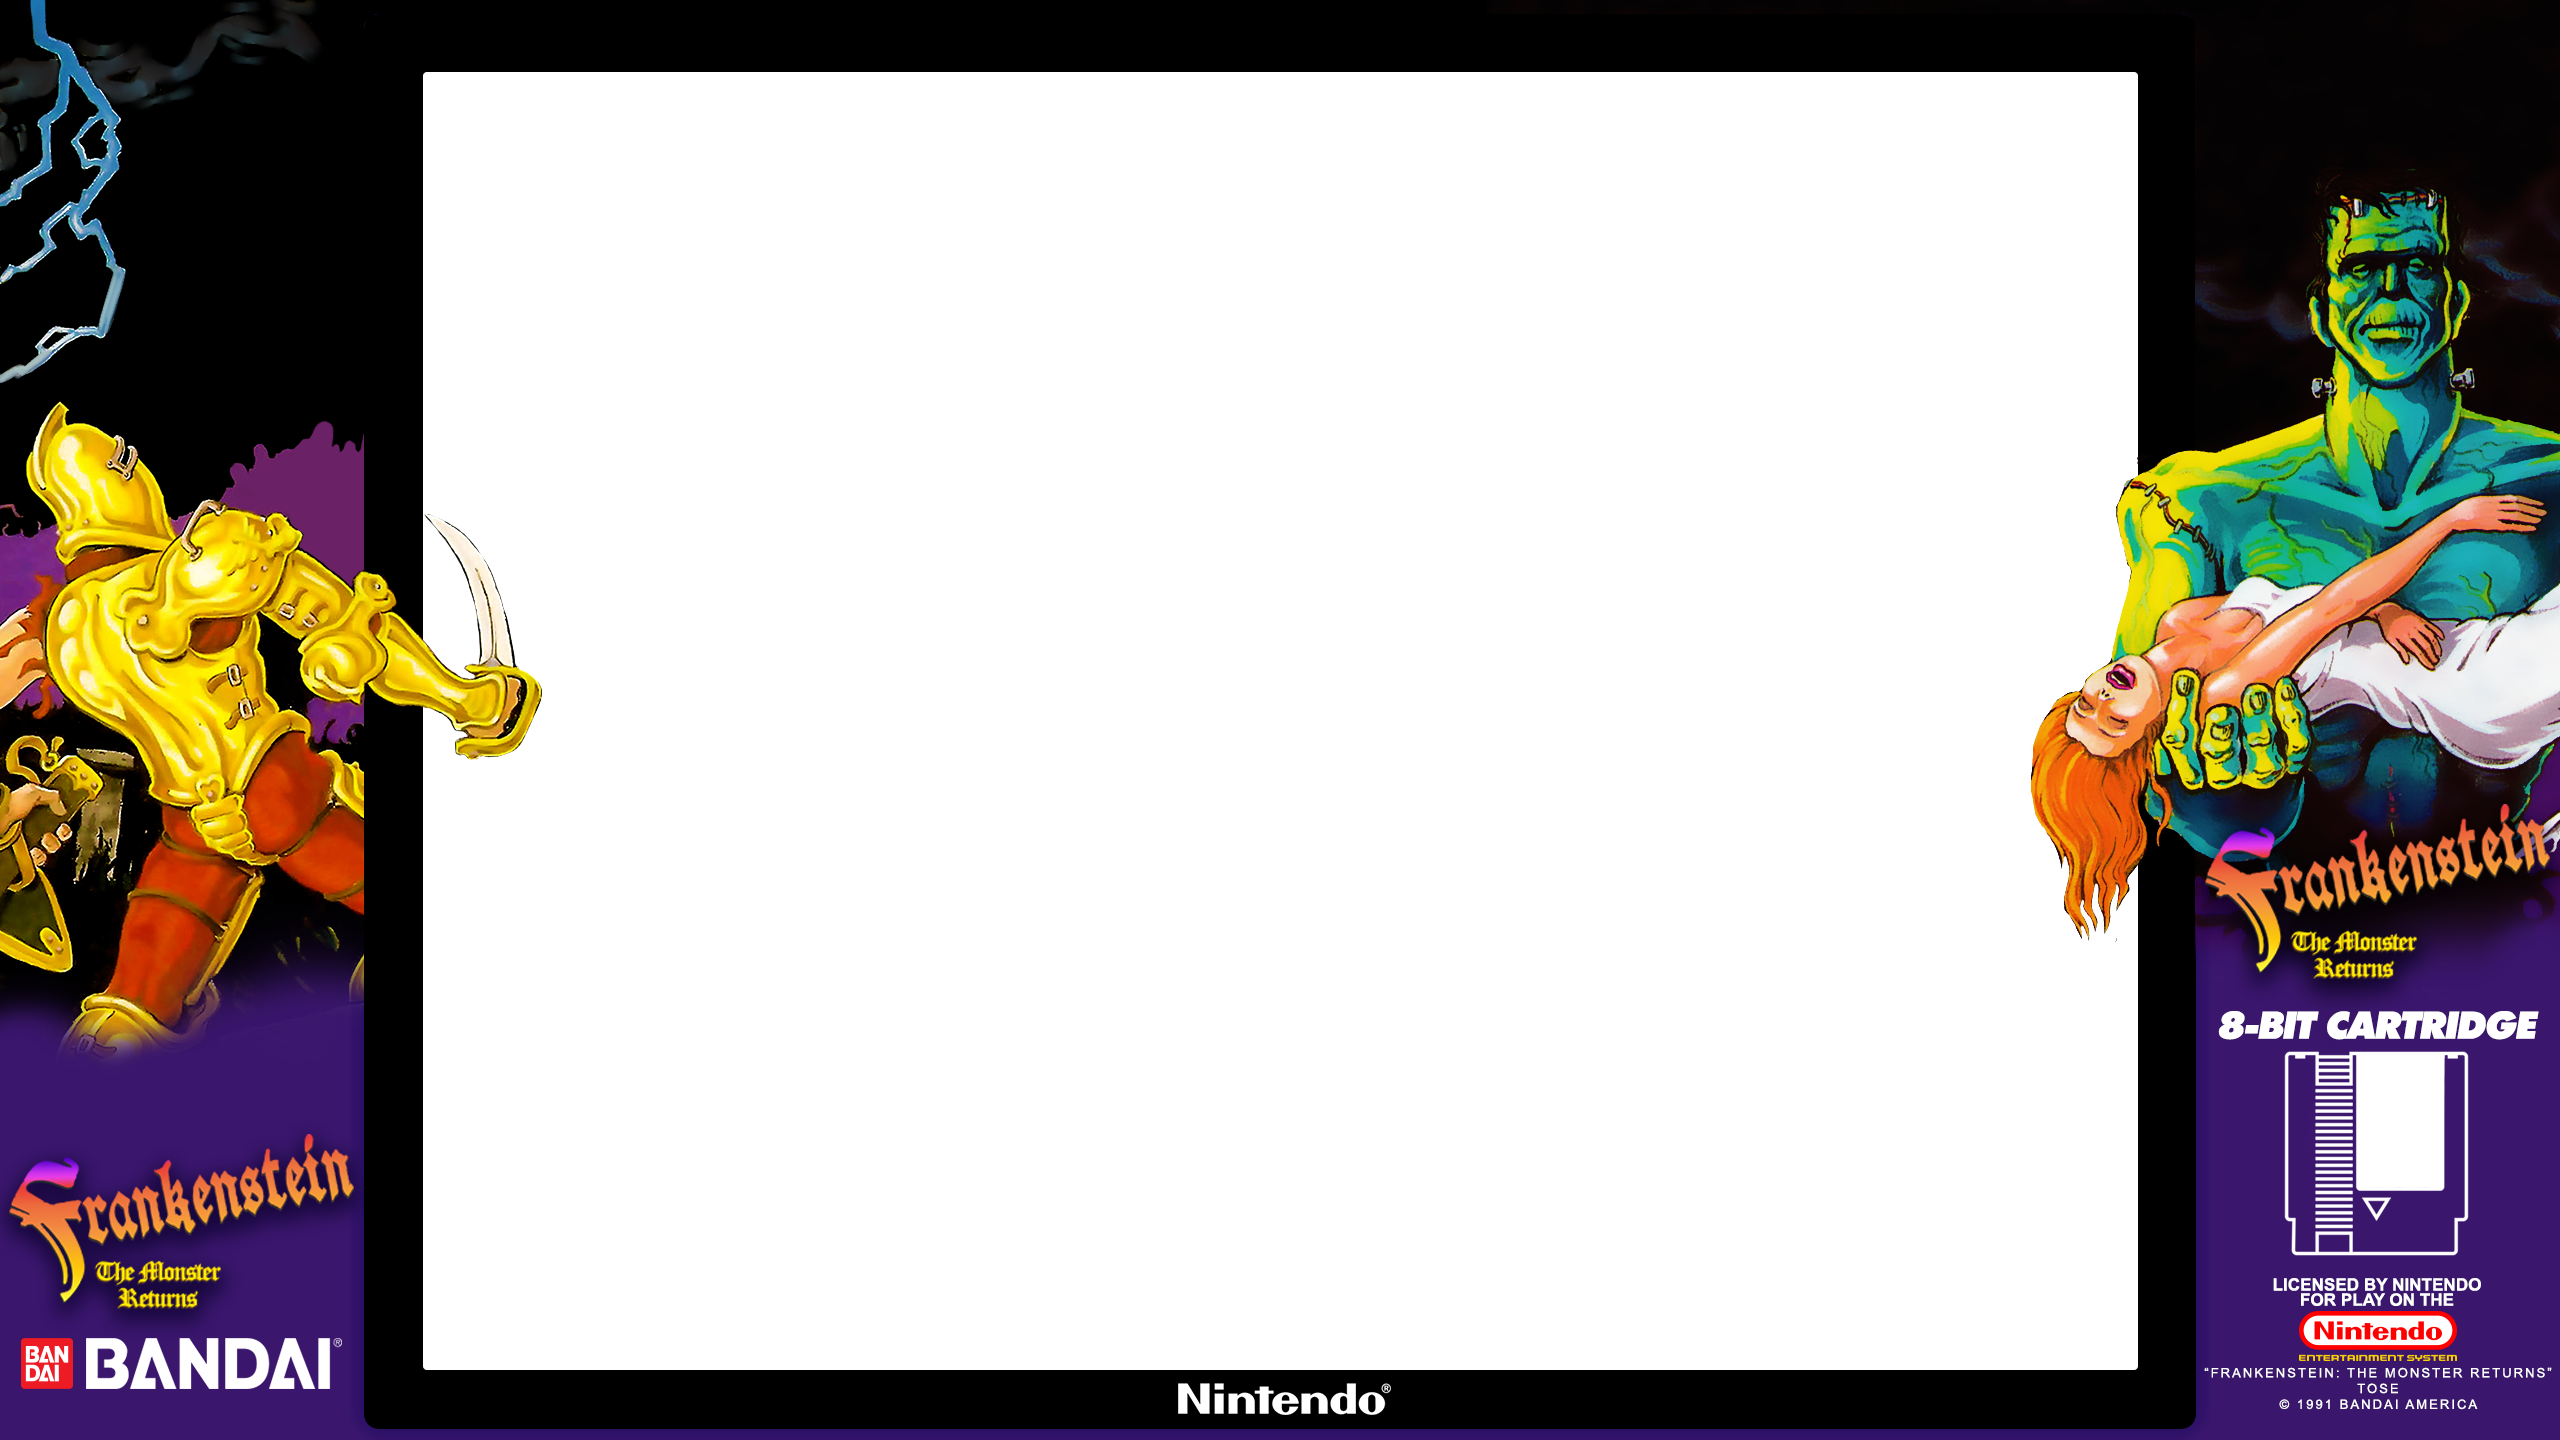 Frankenstein
The Monster
Returns
BAN
DAI
BANDAI®
Nintendo®
Frankenstein
The Monster
Returns
8-BIT CARTRIDGE
LICENSED BY NINTENDO
FOR PLAY ON THE
Nintendo
ENTERTAINMENT SYSTEM
“FRANKENSTEIN: THE MONSTER RETURNS”
TOSE
© 1991 BANDAI AMERICA